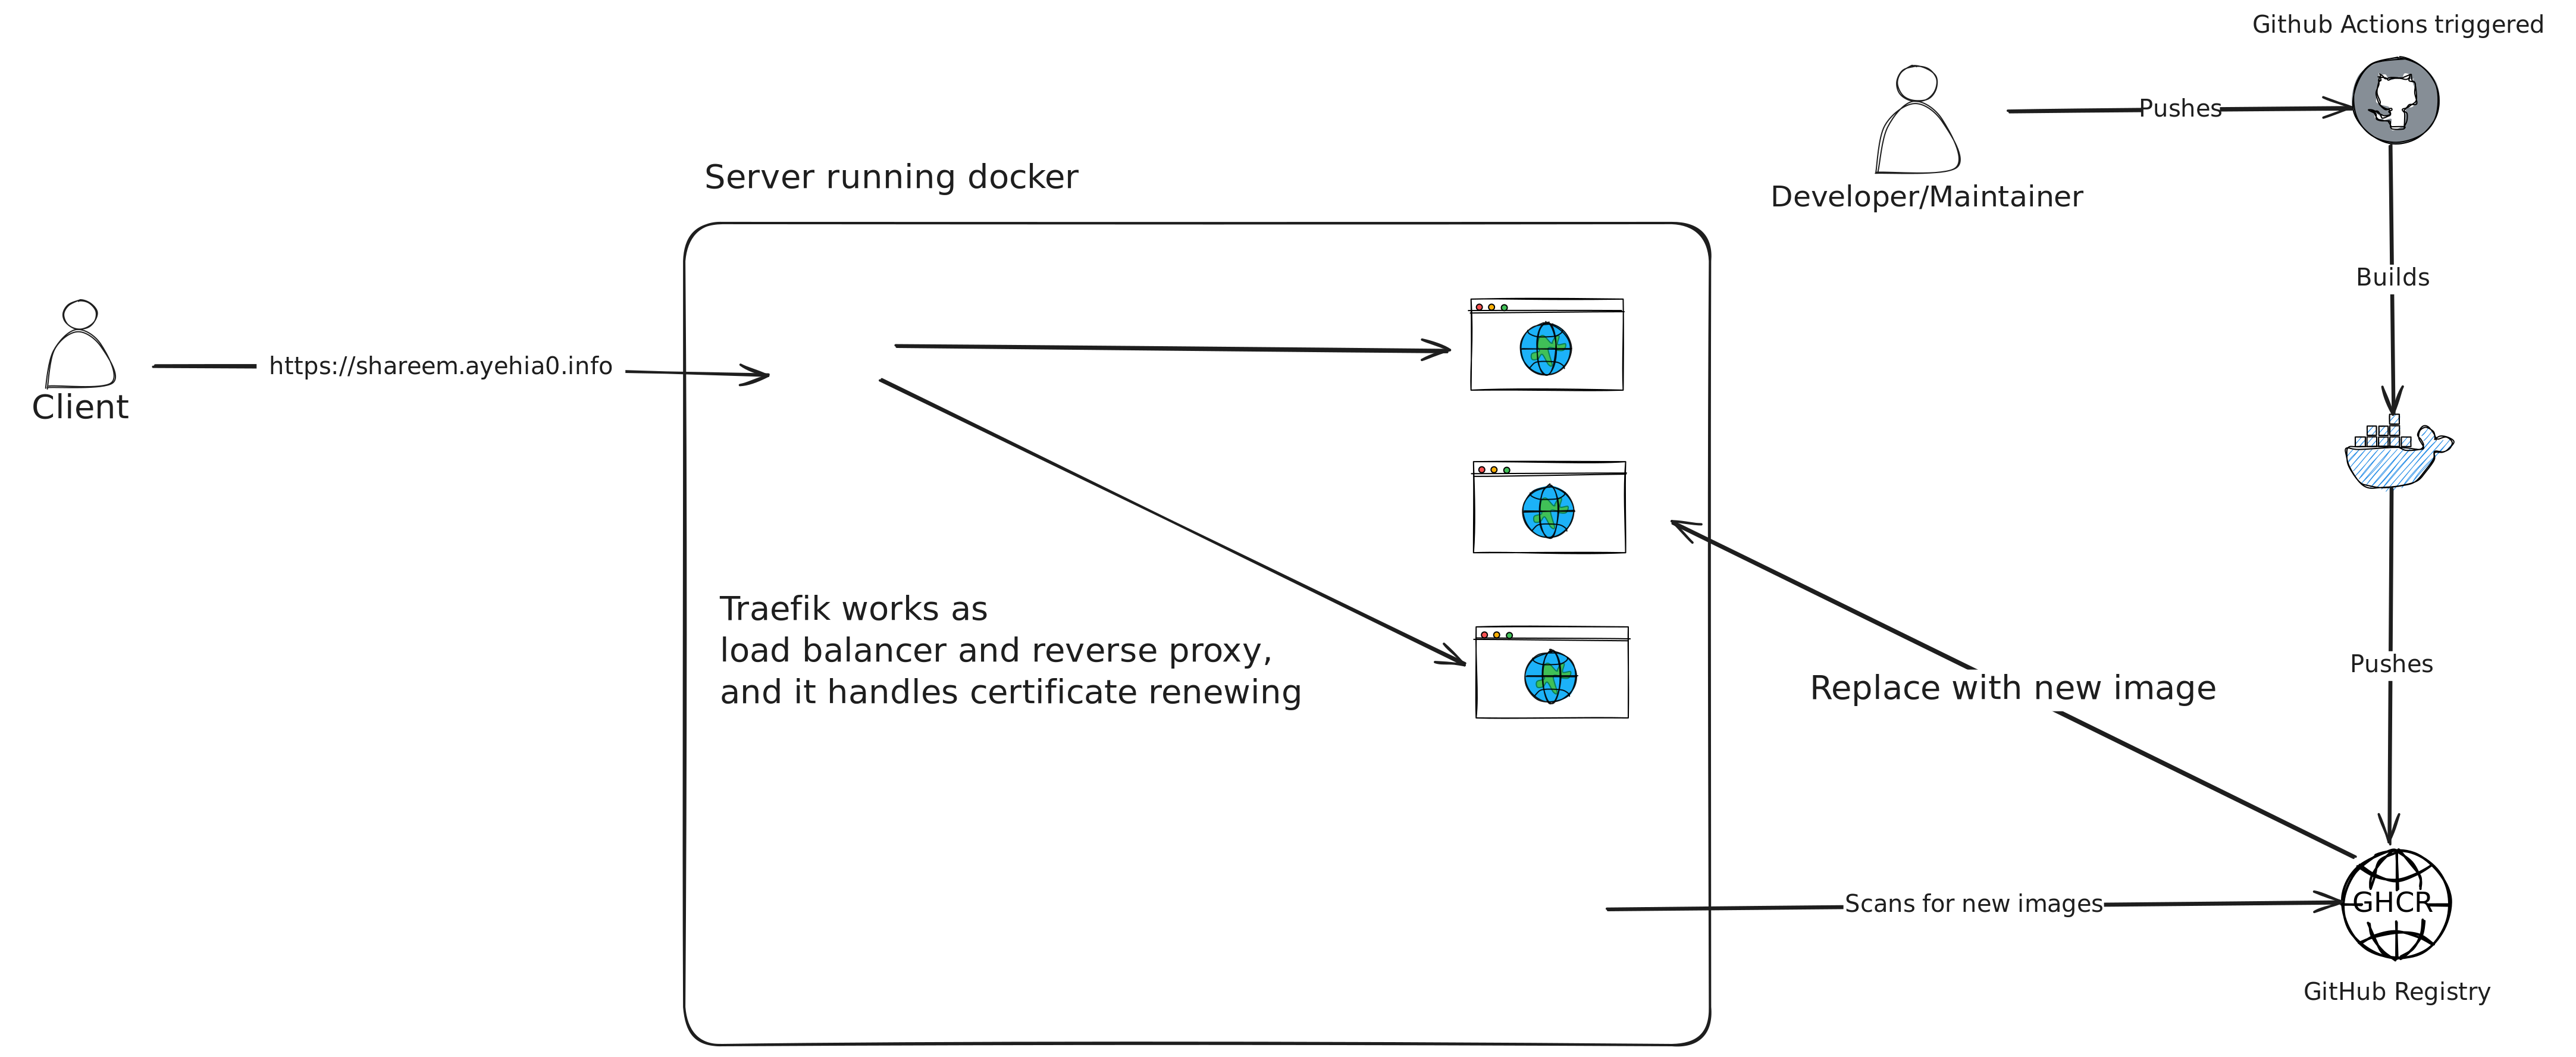 Github Actions triggered
Pushes
Developer/Maintainer
Server running docker
Builds
https://shareem.ayehia0.info
Client
Traefik works as
load balancer and reverse proxy,
and it handles certificate renewing
Pushes
Replace with new image
Scans for new images
GHCR
GitHub Registry